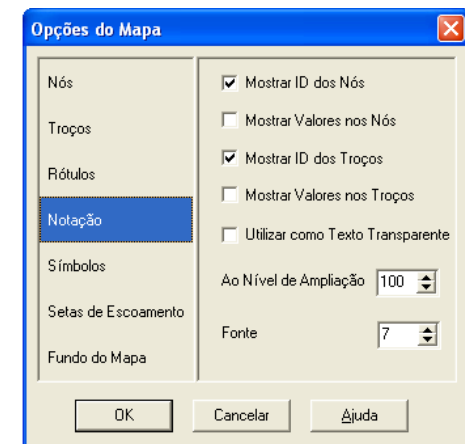 Opções do Mapa
Nós
Troços
Rótulos
Notação
Símbolos
Setas de Escoamento
Fundo do Mapa
Mostrar ID dos Nós
Mostrar Valores nos Nós
Mostrar ID dos Troços
Mostrar Valores nos Troços
Utilizar como Texto Transparente
Ao Nível de Ampliação 100
Fonte 7
OK Cancelar Ajuda